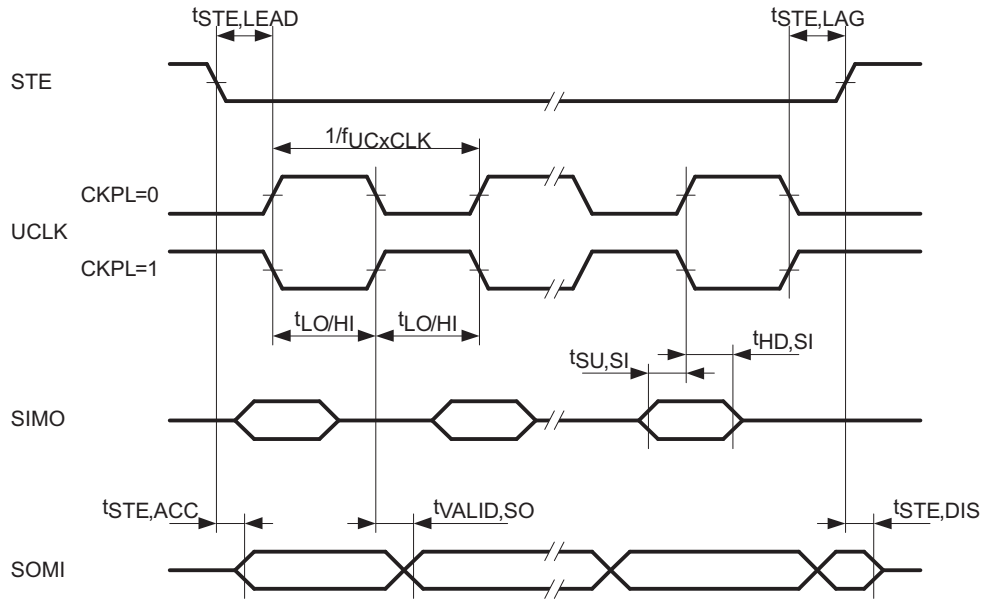 tSTE,LEAD
tSTE,LAG
STE
1/fUCxCLK
CKPL=0
UCLK
CKPL=1
tLO/HI
tLO/HI
tHD,SI
tSU,SI
SIMO
tSTE,ACC
tVALID,SO
tSTE,DIS
SOMI